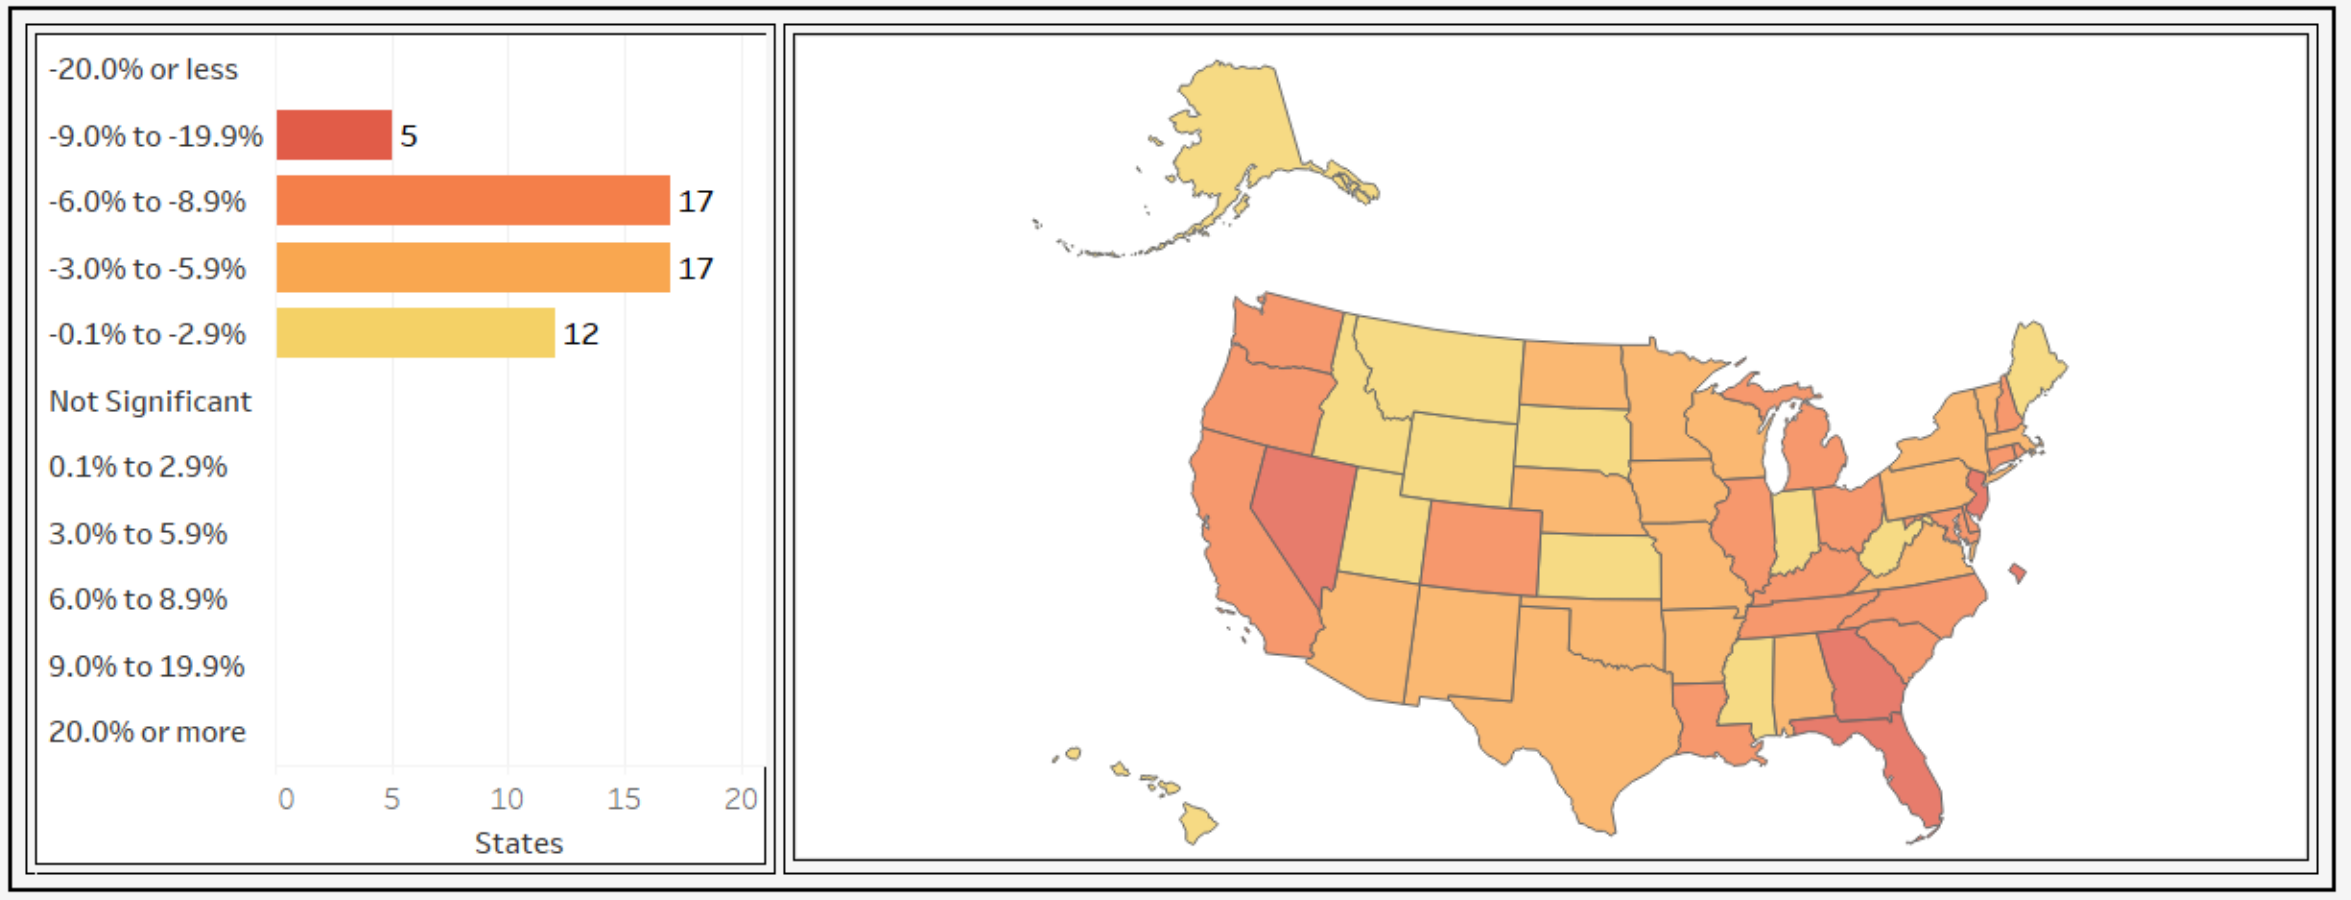 -20.0% or less
-9.0% to -19.9% 5
-6.0% to -8.9% 17
-3.0% to -5.9% 17
-0.1% to -2.9% 12
Not Significant
0.1% to 2.9%
3.0% to 5.9%
6.0% to 8.9%
9.0% to 19.9%
20.0% or more
0 5 10 15 20
States